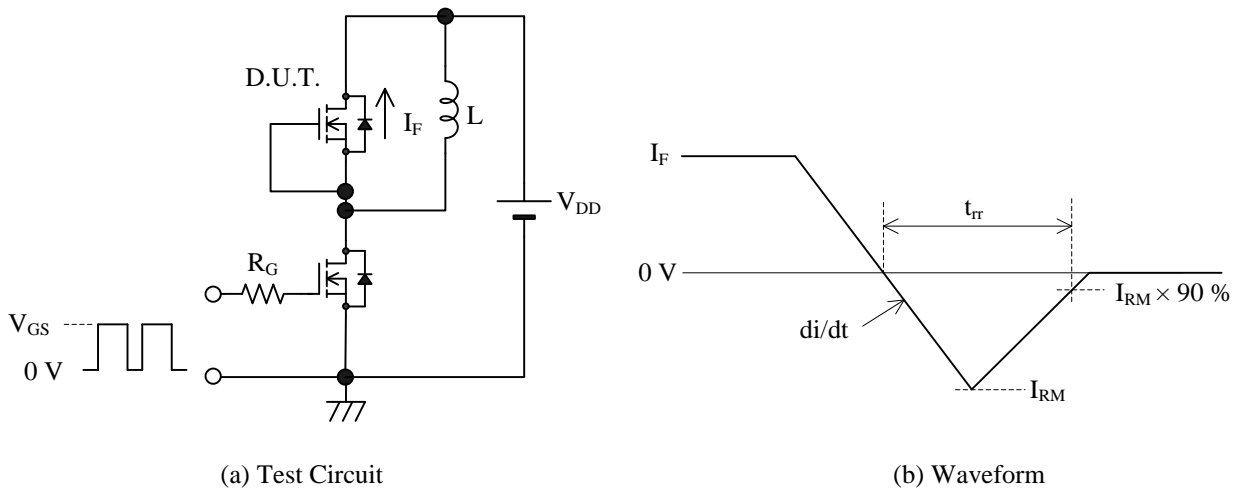 D.U.T.
I_F
L
V_DD
R_G
V_GS
0 V
(a) Test Circuit
I_F
t_rr
0 V
I_RM × 90 %
di/dt
I_RM
(b) Waveform